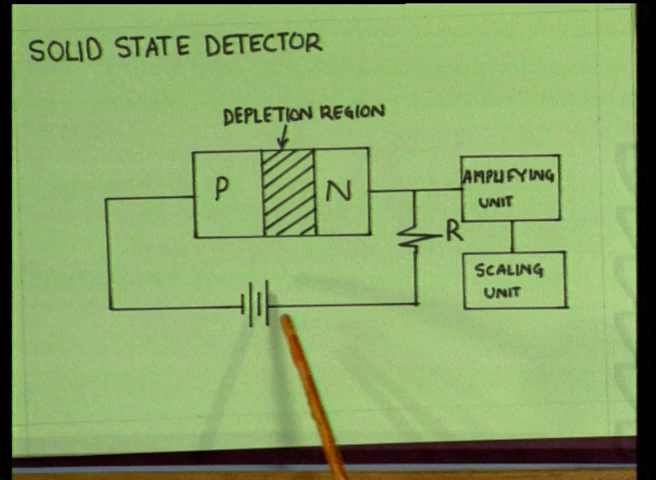 SOLID STATE DETECTOR
DEPLETION REGION
P
N
R
AMPLIFYING
UNIT
SCALING
UNIT